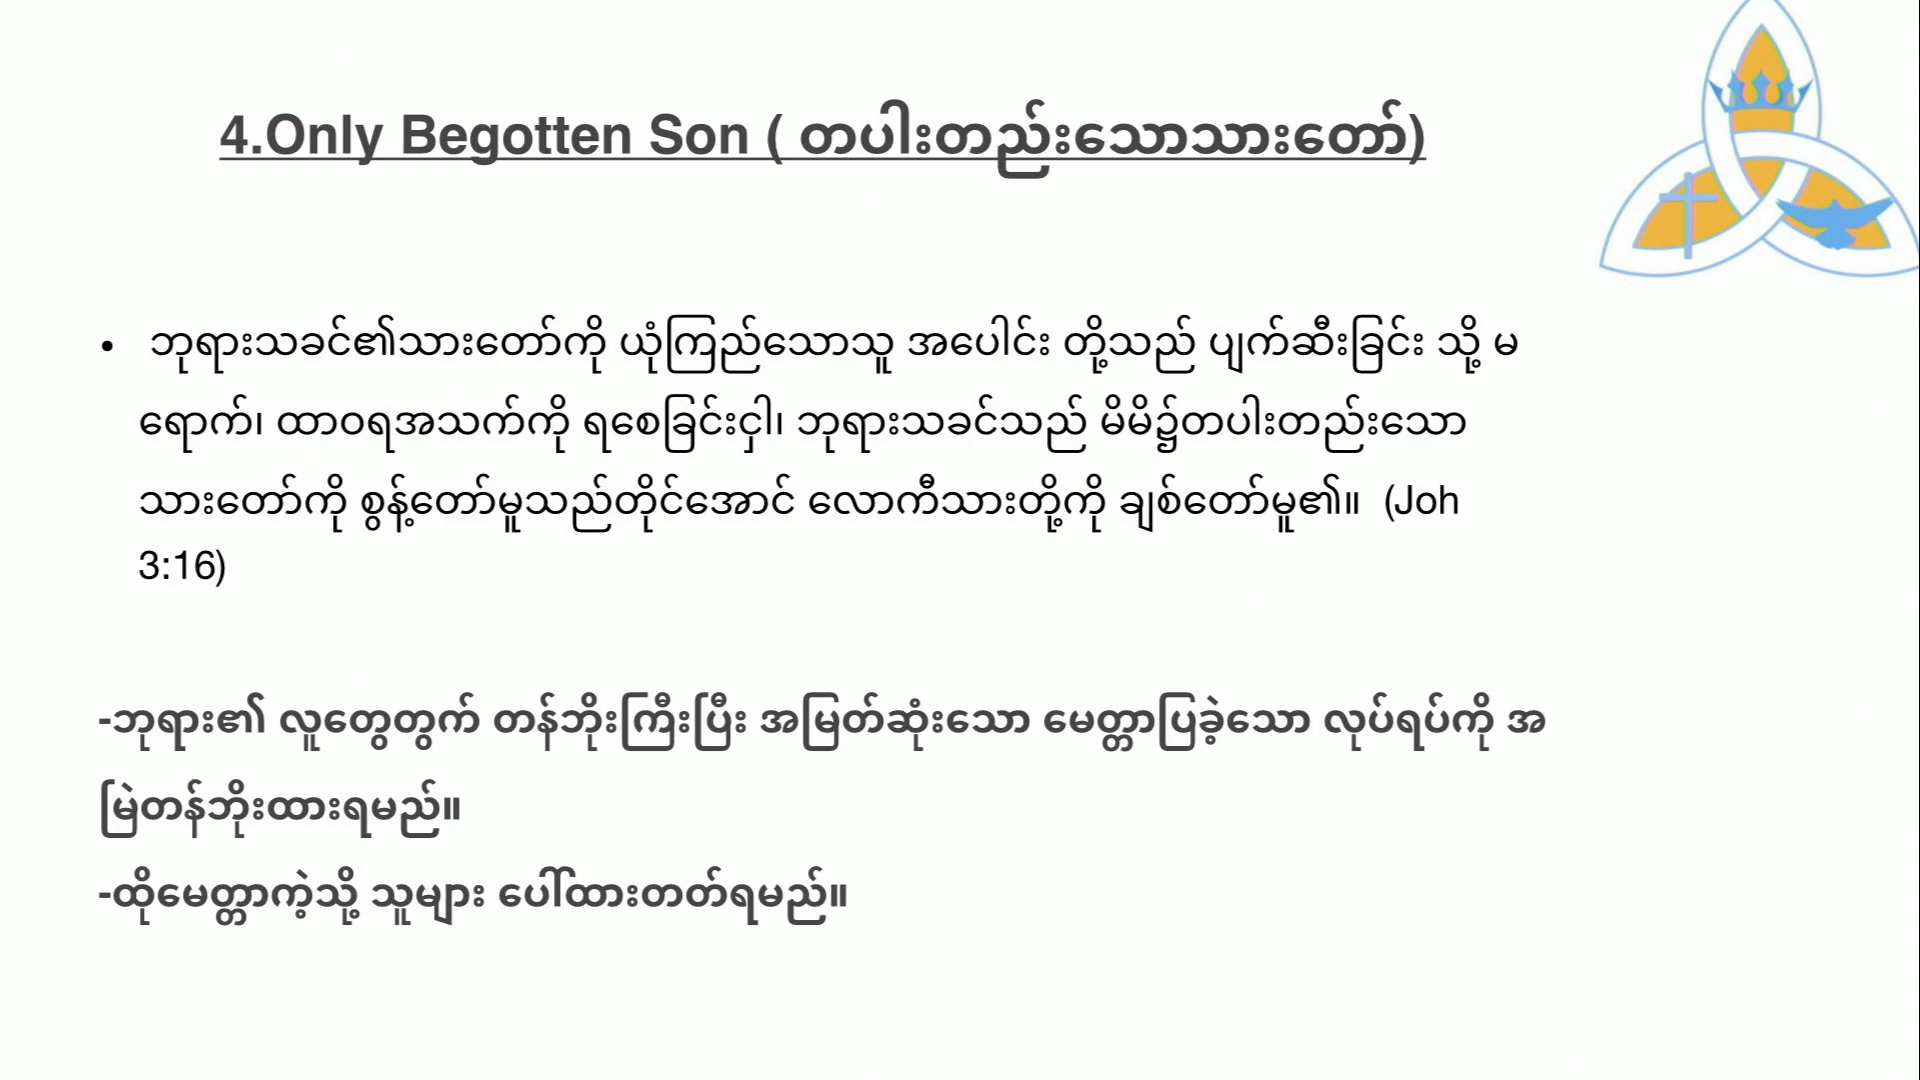 4.Only Begotten Son ( တပါးတည်းသောသားတော်)
• ဘုရားသခင်၏သားတော်ကို ယုံကြည်သောသူ အပေါင်း တို့သည် ပျက်ဆီးခြင်း သို့ မ
ရောက်၊ ထာဝရအသက်ကို ရစေခြင်းငှါ၊ ဘုရားသခင်သည် မိမိ၌တပါးတည်းသော
သားတော်ကို စွန့်တော်မူသည်တိုင်အောင် လောကီသားတို့ကို ချစ်တော်မူ၏။ (Joh
3:16)
-ဘုရား၏ လူတွေတွက် တန်ဘိုးကြီးပြီး အမြတ်ဆုံးသော မေတ္တာပြခဲ့သော လုပ်ရပ်ကို အ
မြဲတန်ဘိုးထားရမည်။
-ထိုမေတ္တာကဲ့သို့ သူများ ပေါ်ထားတတ်ရမည်။